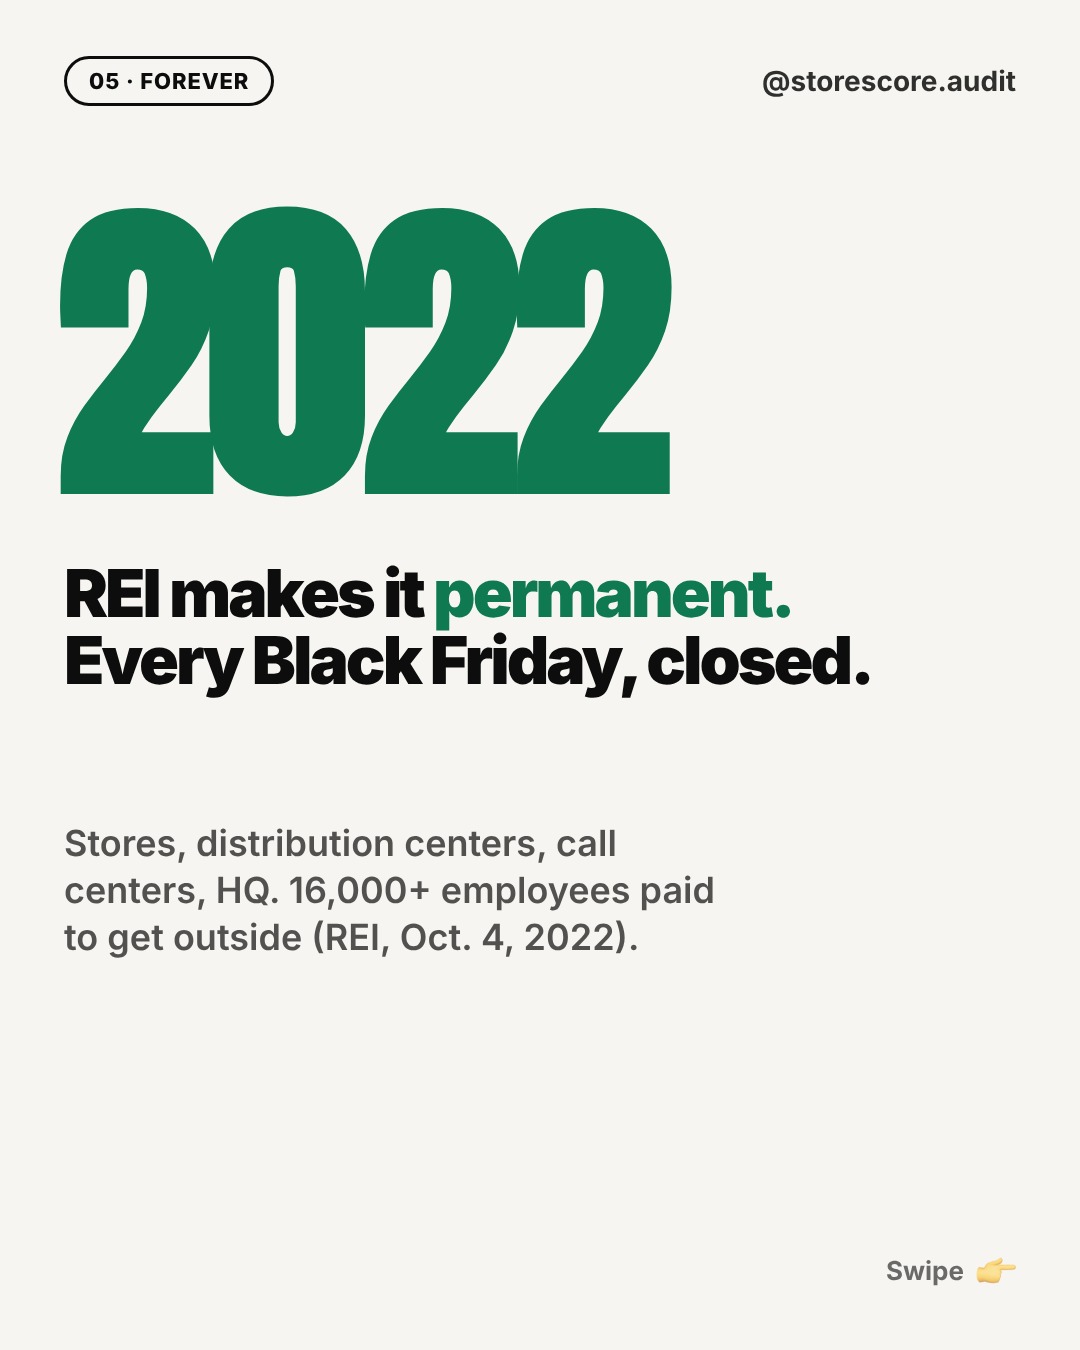 05 · FOREVER
@storescore.audit
2022
REI makes it permanent.
Every Black Friday, closed.
Stores, distribution centers, call
centers, HQ. 16,000+ employees paid
to get outside (REI, Oct. 4, 2022).
Swipe 👉